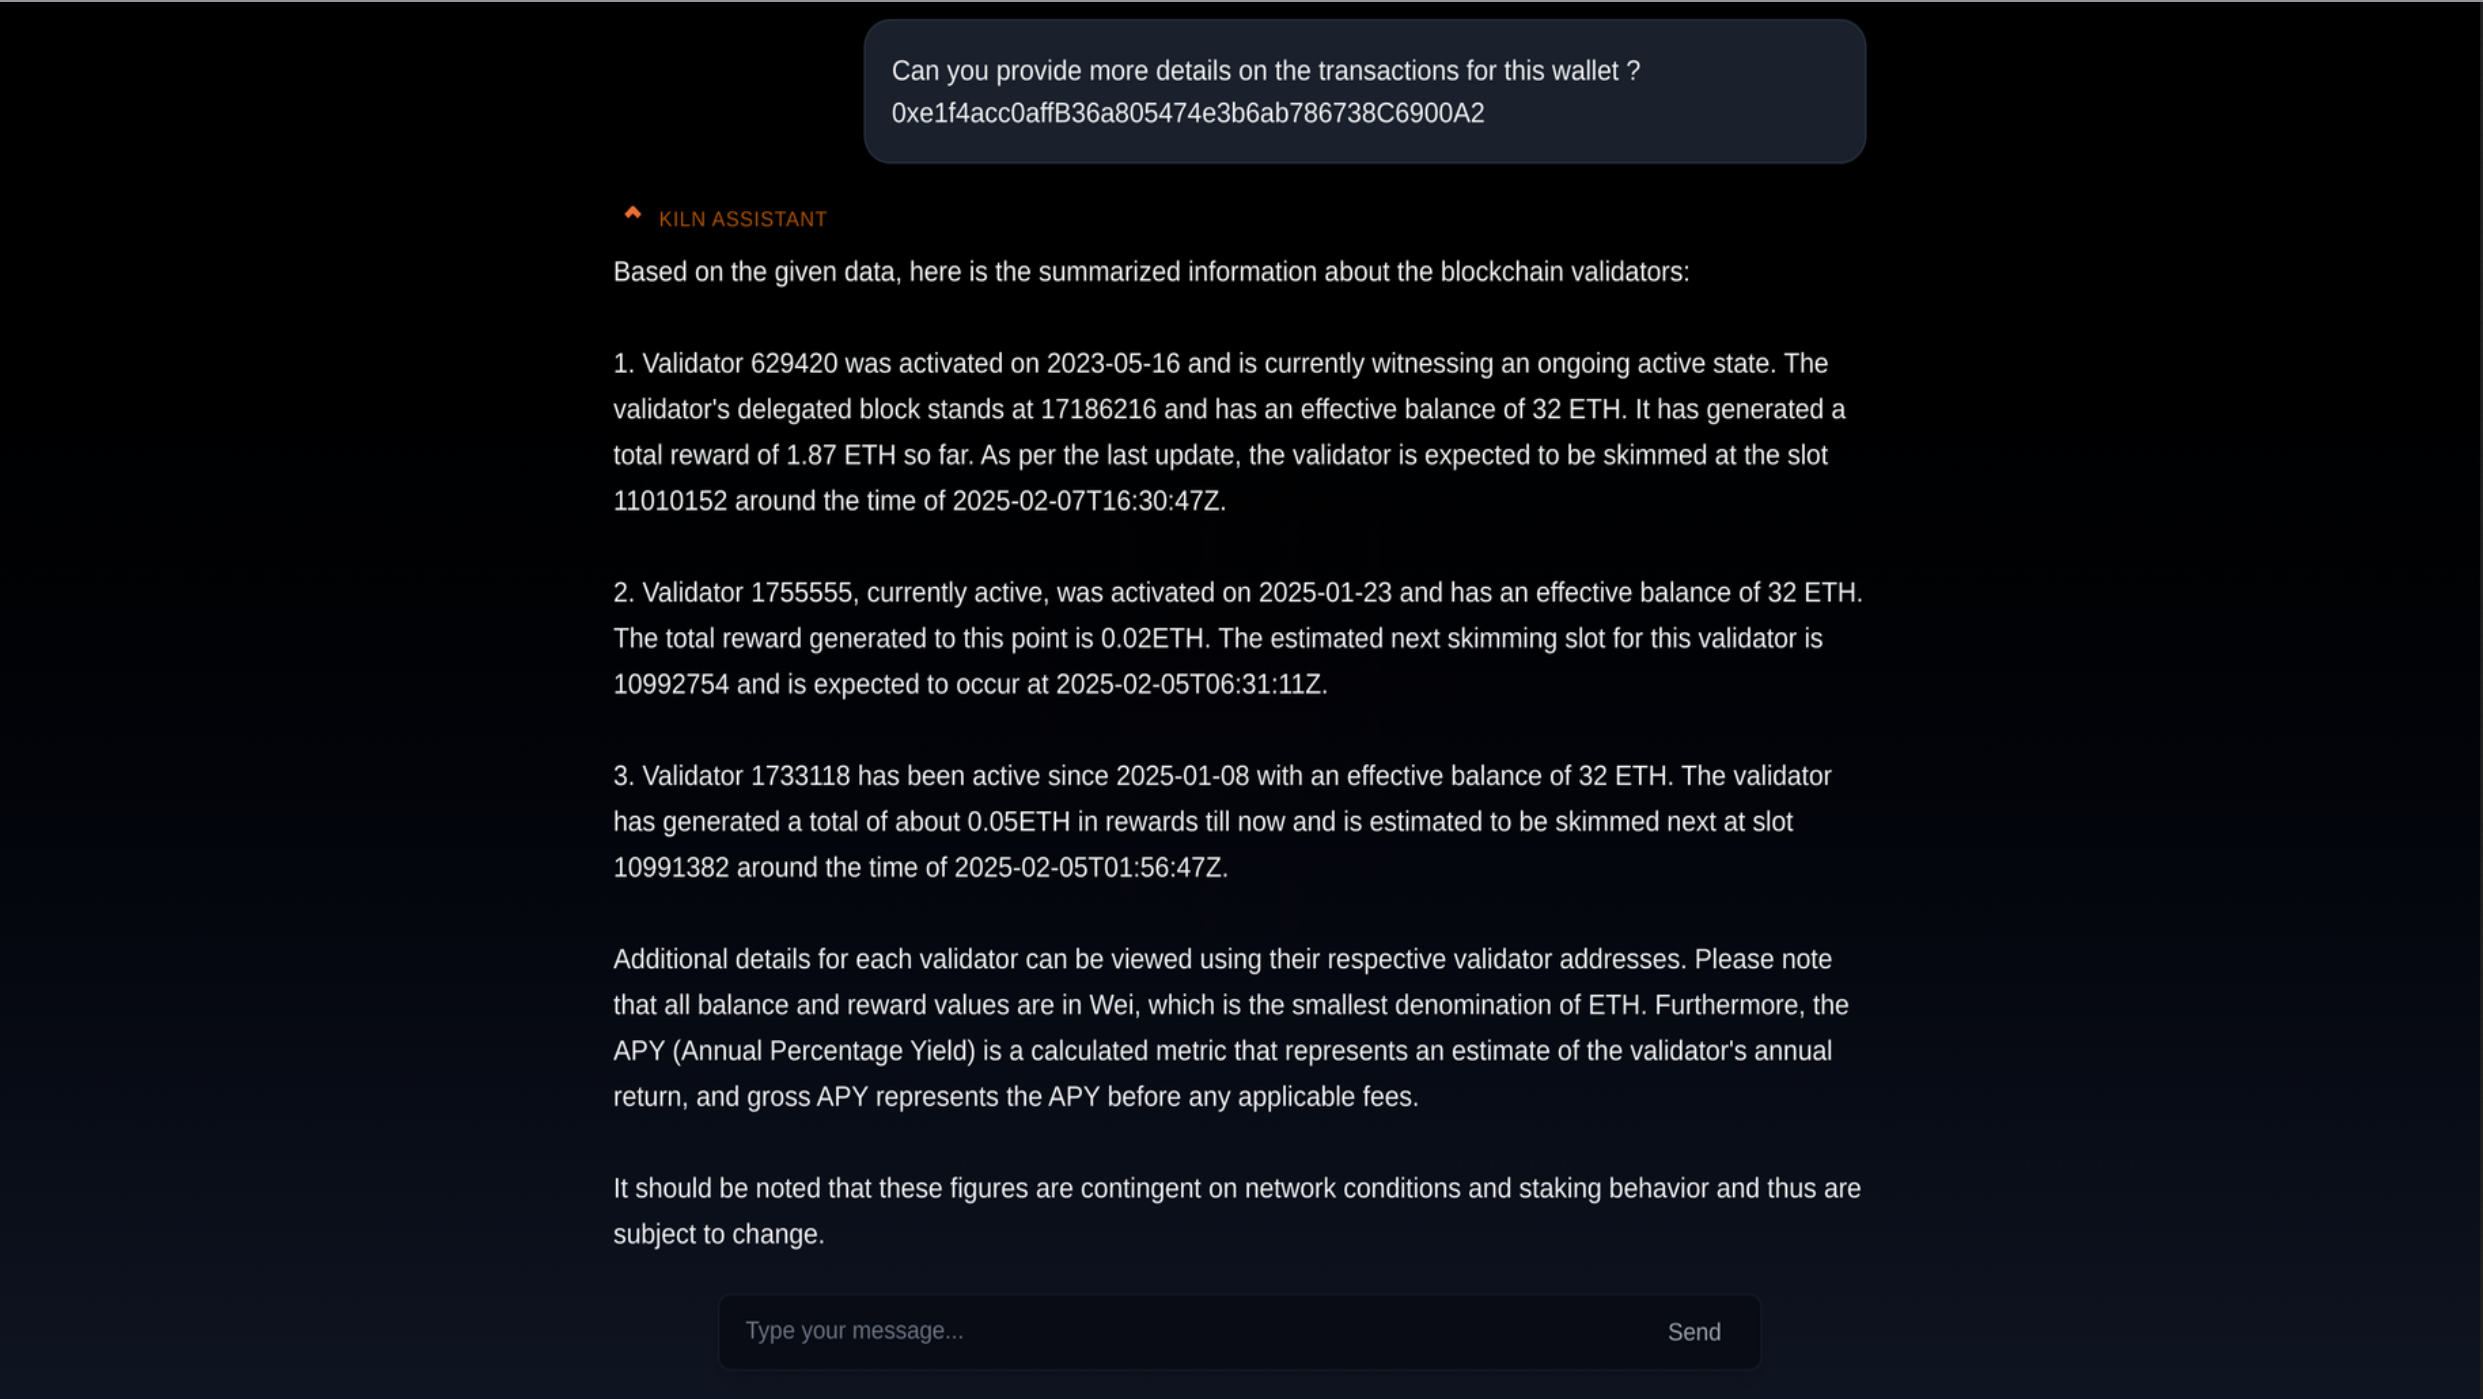 Can you provide more details on the transactions for this wallet ?
0xe1f4acc0affB36a805474e3b6ab786738C6900A2
KILN ASSISTANT
Based on the given data, here is the summarized information about the blockchain validators:
1. Validator 629420 was activated on 2023-05-16 and is currently witnessing an ongoing active state. The
validator's delegated block stands at 17186216 and has an effective balance of 32 ETH. It has generated a
total reward of 1.87 ETH so far. As per the last update, the validator is expected to be skimmed at the slot
11010152 around the time of 2025-02-07T16:30:47Z.
2. Validator 1755555, currently active, was activated on 2025-01-23 and has an effective balance of 32 ETH.
The total reward generated to this point is 0.02ETH. The estimated next skimming slot for this validator is
10992754 and is expected to occur at 2025-02-05T06:31:11Z.
3. Validator 1733118 has been active since 2025-01-08 with an effective balance of 32 ETH. The validator
has generated a total of about 0.05ETH in rewards till now and is estimated to be skimmed next at slot
10991382 around the time of 2025-02-05T01:56:47Z.
Additional details for each validator can be viewed using their respective validator addresses. Please note
that all balance and reward values are in Wei, which is the smallest denomination of ETH. Furthermore, the
APY (Annual Percentage Yield) is a calculated metric that represents an estimate of the validator's annual
return, and gross APY represents the APY before any applicable fees.
It should be noted that these figures are contingent on network conditions and staking behavior and thus are
subject to change.
Type your message...
Send